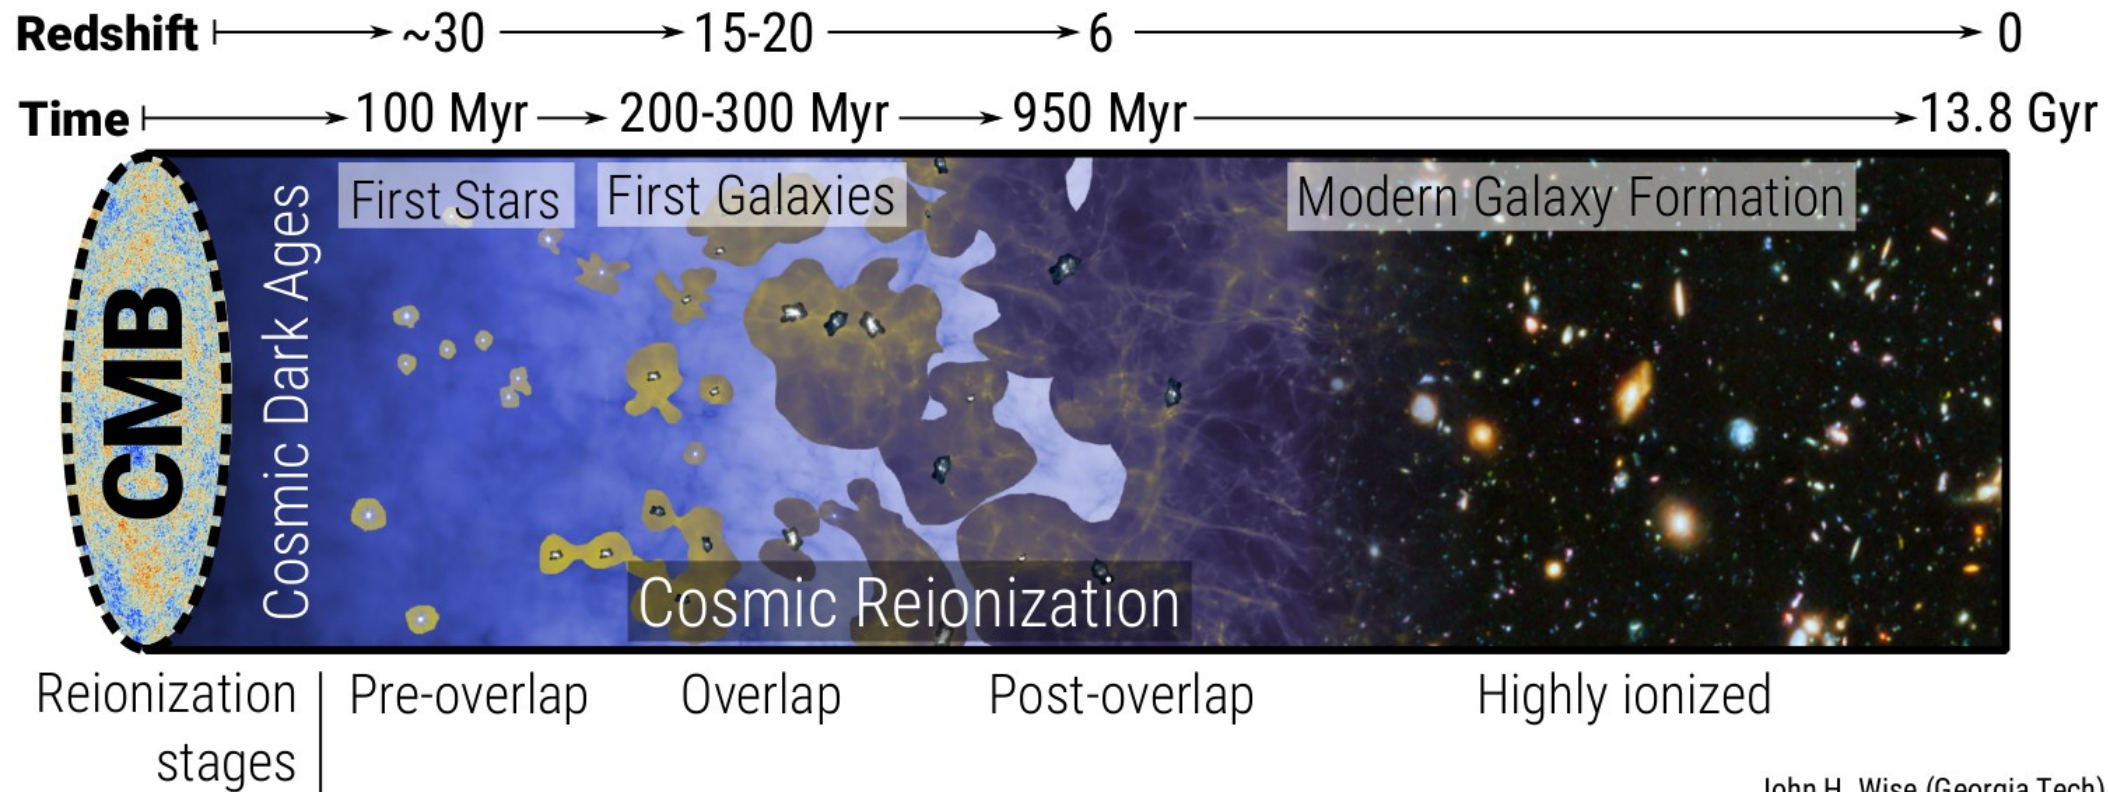 Redshift ~30 15-20 6 0
Time 100 Myr 200-300 Myr 950 Myr 13.8 Gyr
CMB
Cosmic Dark Ages
First Stars
First Galaxies
Modern Galaxy Formation
Cosmic Reionization
Reionization
stages
Pre-overlap
Overlap
Post-overlap
Highly ionized
John H. Wise (Georgia Tech)